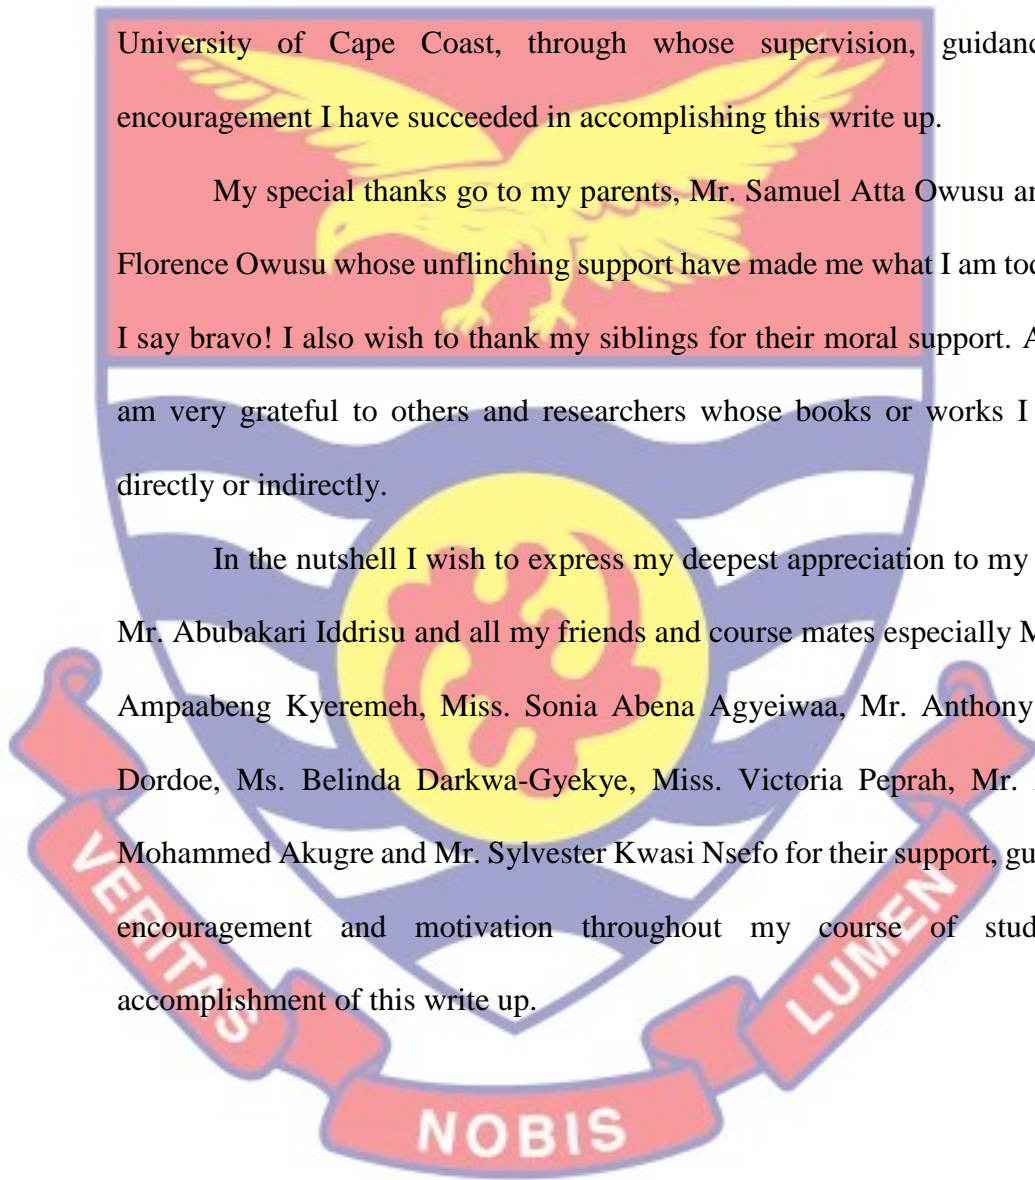 University of Cape Coast, through whose supervision,
encouragement I have succeeded in accomplishing this write up.
My special thanks go to my parents, Mr. Samuel Atta Owusu
Florence Owusu whose unflinching support have made me what I am
I say bravo! I also wish to thank my siblings for their moral support.
am very grateful to others and researchers whose books or works I
directly or indirectly.
In the nutshell I wish to express my deepest appreciation to my
Mr. Abubakari Iddrisu and all my friends and course mates especially
Ampaabeng Kyeremeh, Miss. Sonia Abena Agyeiwaa, Mr. Anthony
Dordoe, Ms. Belinda Darkwa-Gyekye, Miss. Victoria Peprah, Mr.
Mohammed Akugre and Mr. Sylvester Kwasi Nsefo for their support,
encouragement and motivation throughout my course of
accomplishment of this write up.
VERITAS
NOBIS
LUMEN